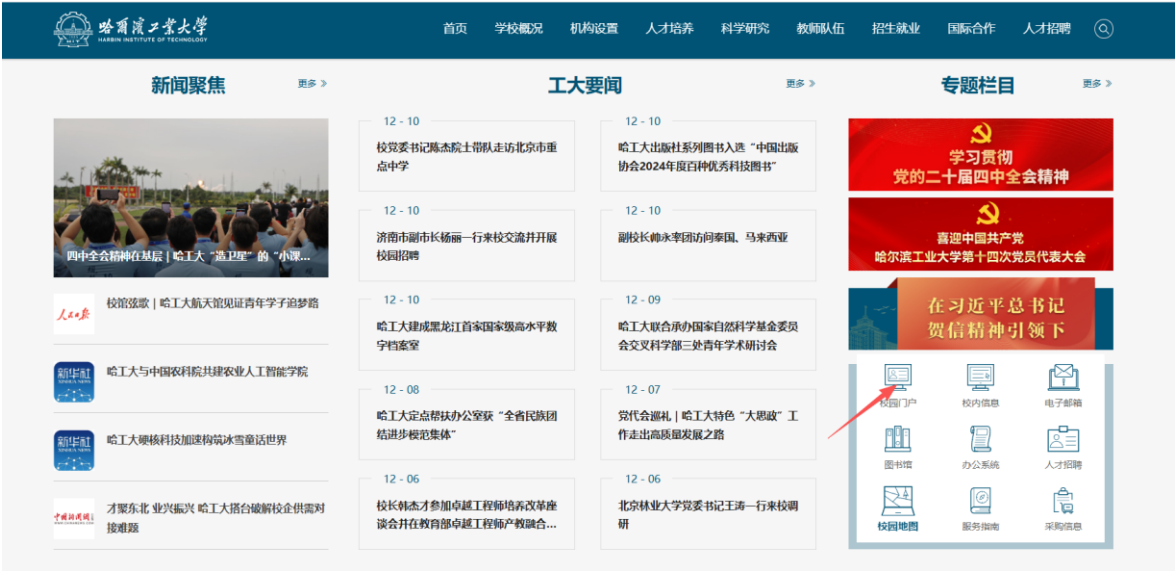 哈爾濱工業大學
HARBIN INSTITUTE OF TECHNOLOGY
首页 学校概况 机构设置 人才培养 科学研究 教师队伍 招生就业 国际合作 人才招聘
新闻聚焦 更多 》
四中全会精神在基层 | 哈工大“造卫星”的“小课...
人民日报
校馆弦歌 | 哈工大航天馆见证青年学子追梦路
新华社
XINHUA NEWS
哈工大与中国农科院共建农业人工智能学院
新华社
XINHUA NEWS
哈工大硬核科技加速构筑冰雪童话世界
中国新闻网
才聚东北 业兴振兴 哈工大搭台破解校企供需对
接难题
工大要闻 更多 》
12 - 10
校党委书记陈杰院士带队走访北京市重
点中学
12 - 10
哈工大出版社系列图书入选“中国出版
协会2024年度百种优秀科技图书”
12 - 10
济南市副市长杨丽一行来校交流并开展
校园招聘
12 - 10
副校长帅永率团访问泰国、马来西亚
12 - 10
哈工大建成黑龙江首家国家级高水平数
字档案室
12 - 09
哈工大联合承办国家自然科学基金委员
会交叉科学部三处青年学术研讨会
12 - 08
哈工大定点帮扶办公室获“全省民族团
结进步模范集体”
12 - 07
党代会巡礼 | 哈工大特色“大思政”工
作走出高质量发展之路
12 - 06
校长韩杰才参加卓越工程师培养改革座
谈会并在教育部卓越工程师产教融合...
12 - 06
北京林业大学党委书记王涛一行来校调
研
专题栏目 更多 》
学习贯彻
党的二十届四中全会精神
喜迎中国共产党
哈尔滨工业大学第十四次党员代表大会
在习近平总书记
贺信精神引领下
校园门户 校内信息 电子邮箱
图书馆 办公系统 人才招聘
校园地图 服务指南 采购信息